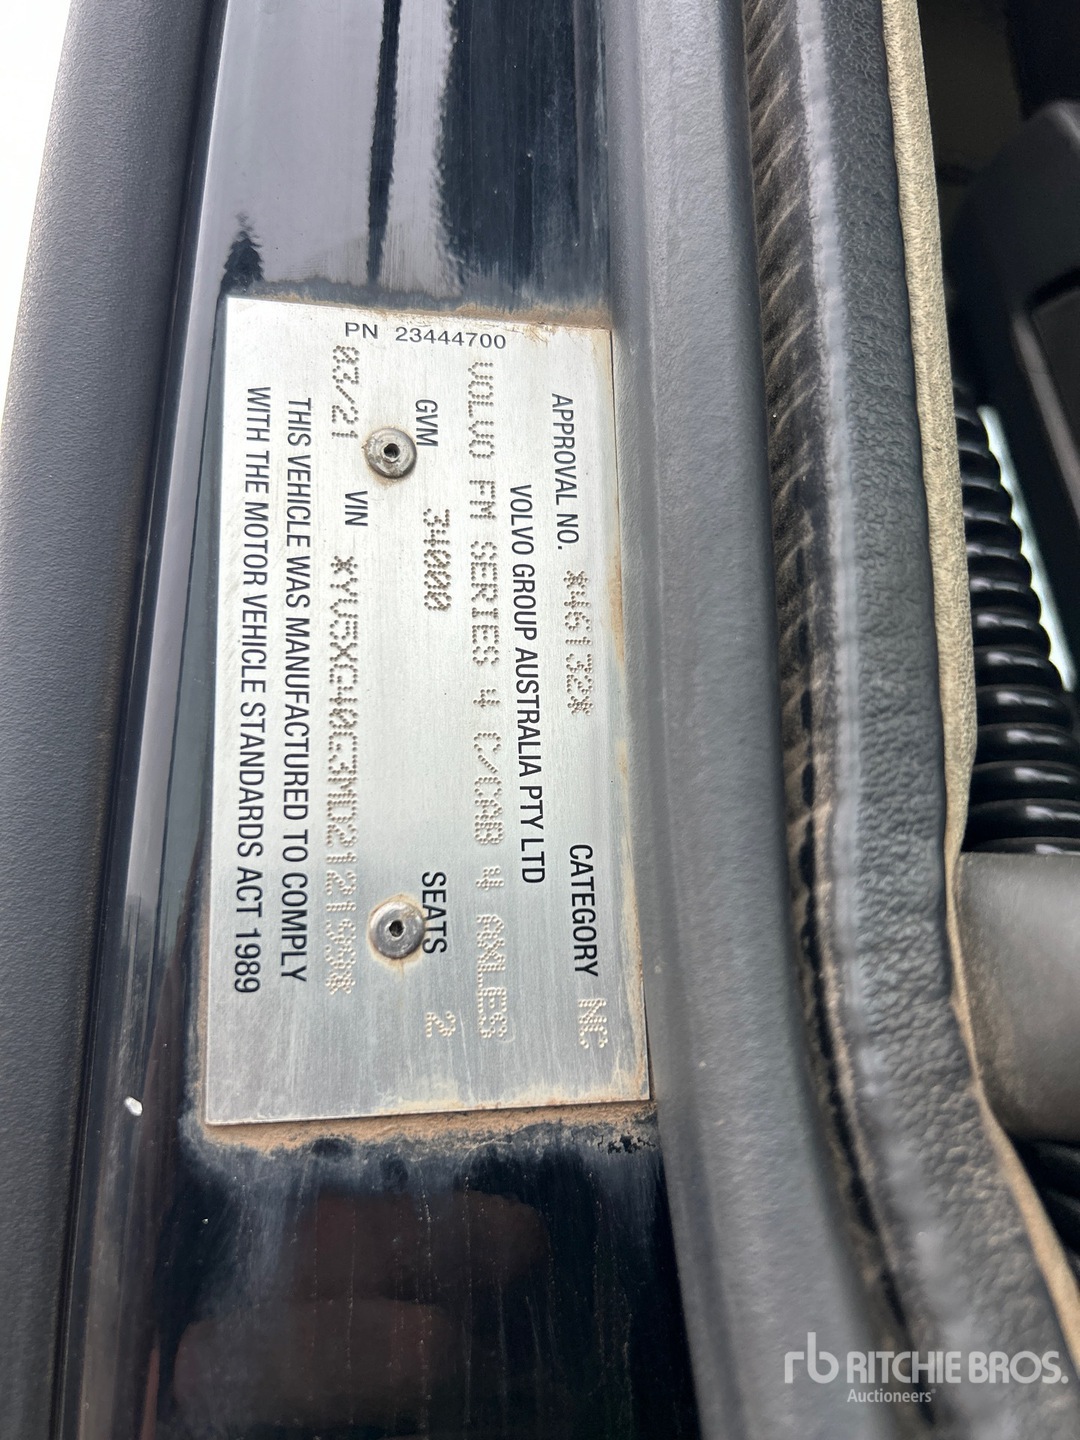 PN 23444700
APPROVAL NO. *46132* CATEGORY NC
VOLVO GROUP AUSTRALIA PTY LTD
VOLVO FM SERIES 4 C/CAB 4 AXLES
GVM 34000 SEATS 2
03/21 VIN *YV5XC40C3MD212199*
THIS VEHICLE WAS MANUFACTURED TO COMPLY
WITH THE MOTOR VEHICLE STANDARDS ACT 1989
rb RITCHIE BROS.
Auctioneers